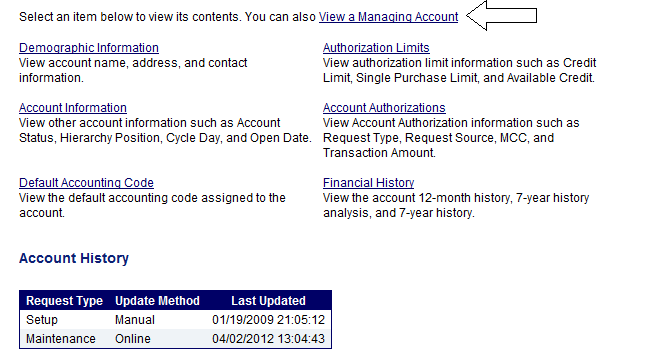 Select an item below to view its contents. You can also View a Managing Account
Demographic Information
View account name, address, and contact
information.
Authorization Limits
View authorization limit information such as Credit
Limit, Single Purchase Limit, and Available Credit.
Account Information
View other account information such as Account
Status, Hierarchy Position, Cycle Day, and Open Date.
Account Authorizations
View Account Authorization information such as
Request Type, Request Source, MCC, and
Transaction Amount.
Default Accounting Code
View the default accounting code assigned to the
account.
Financial History
View the account 12-month history, 7-year history
analysis, and 7-year history.
Account History
Request Type Update Method Last Updated
Setup Manual 01/19/2009 21:05:12
Maintenance Online 04/02/2012 13:04:43